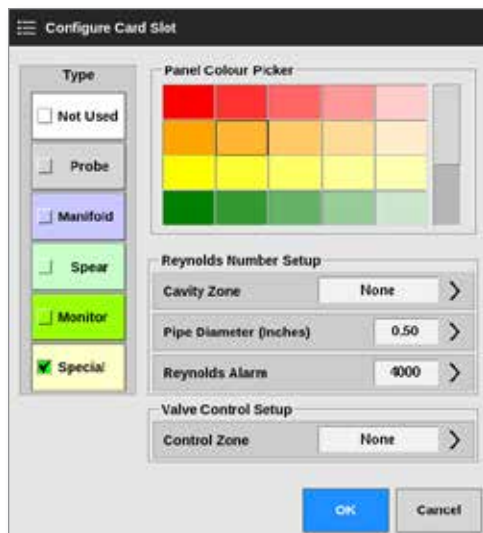 Configure Card Slot
Type
Not Used
Probe
Manifold
Spear
Monitor
Special
Panel Colour Picker
Reynolds Number Setup
Cavity Zone None
Pipe Diameter (Inches) 0.50
Reynolds Alarm 4000
Valve Control Setup
Control Zone None
OK Cancel